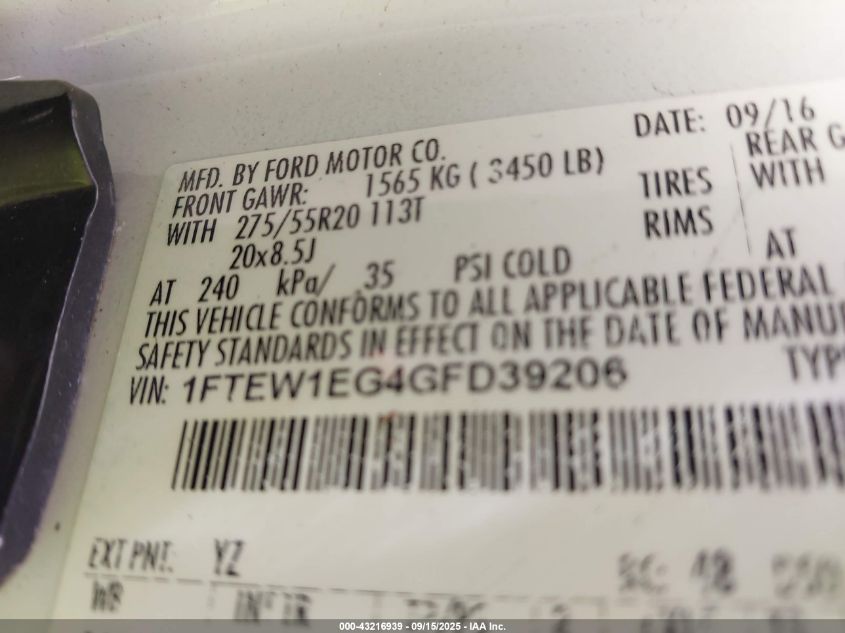 DATE: 09/16
MFD. BY FORD MOTOR CO.
FRONT GAWR: 1565 KG ( 3450 LB) REAR G
WITH 275/55R20 113T TIRES WITH
20x8.5J RIMS
AT 240 kPa/ 35 PSI COLD AT
THIS VEHICLE CONFORMS TO ALL APPLICABLE FEDERAL
SAFETY STANDARDS IN EFFECT ON THE DATE OF MANU
VIN: 1FTEW1EG4GFD39206 TYP
EXT PNT: YZ
WB
000-43216939 - 09/15/2025 - IAA Inc.